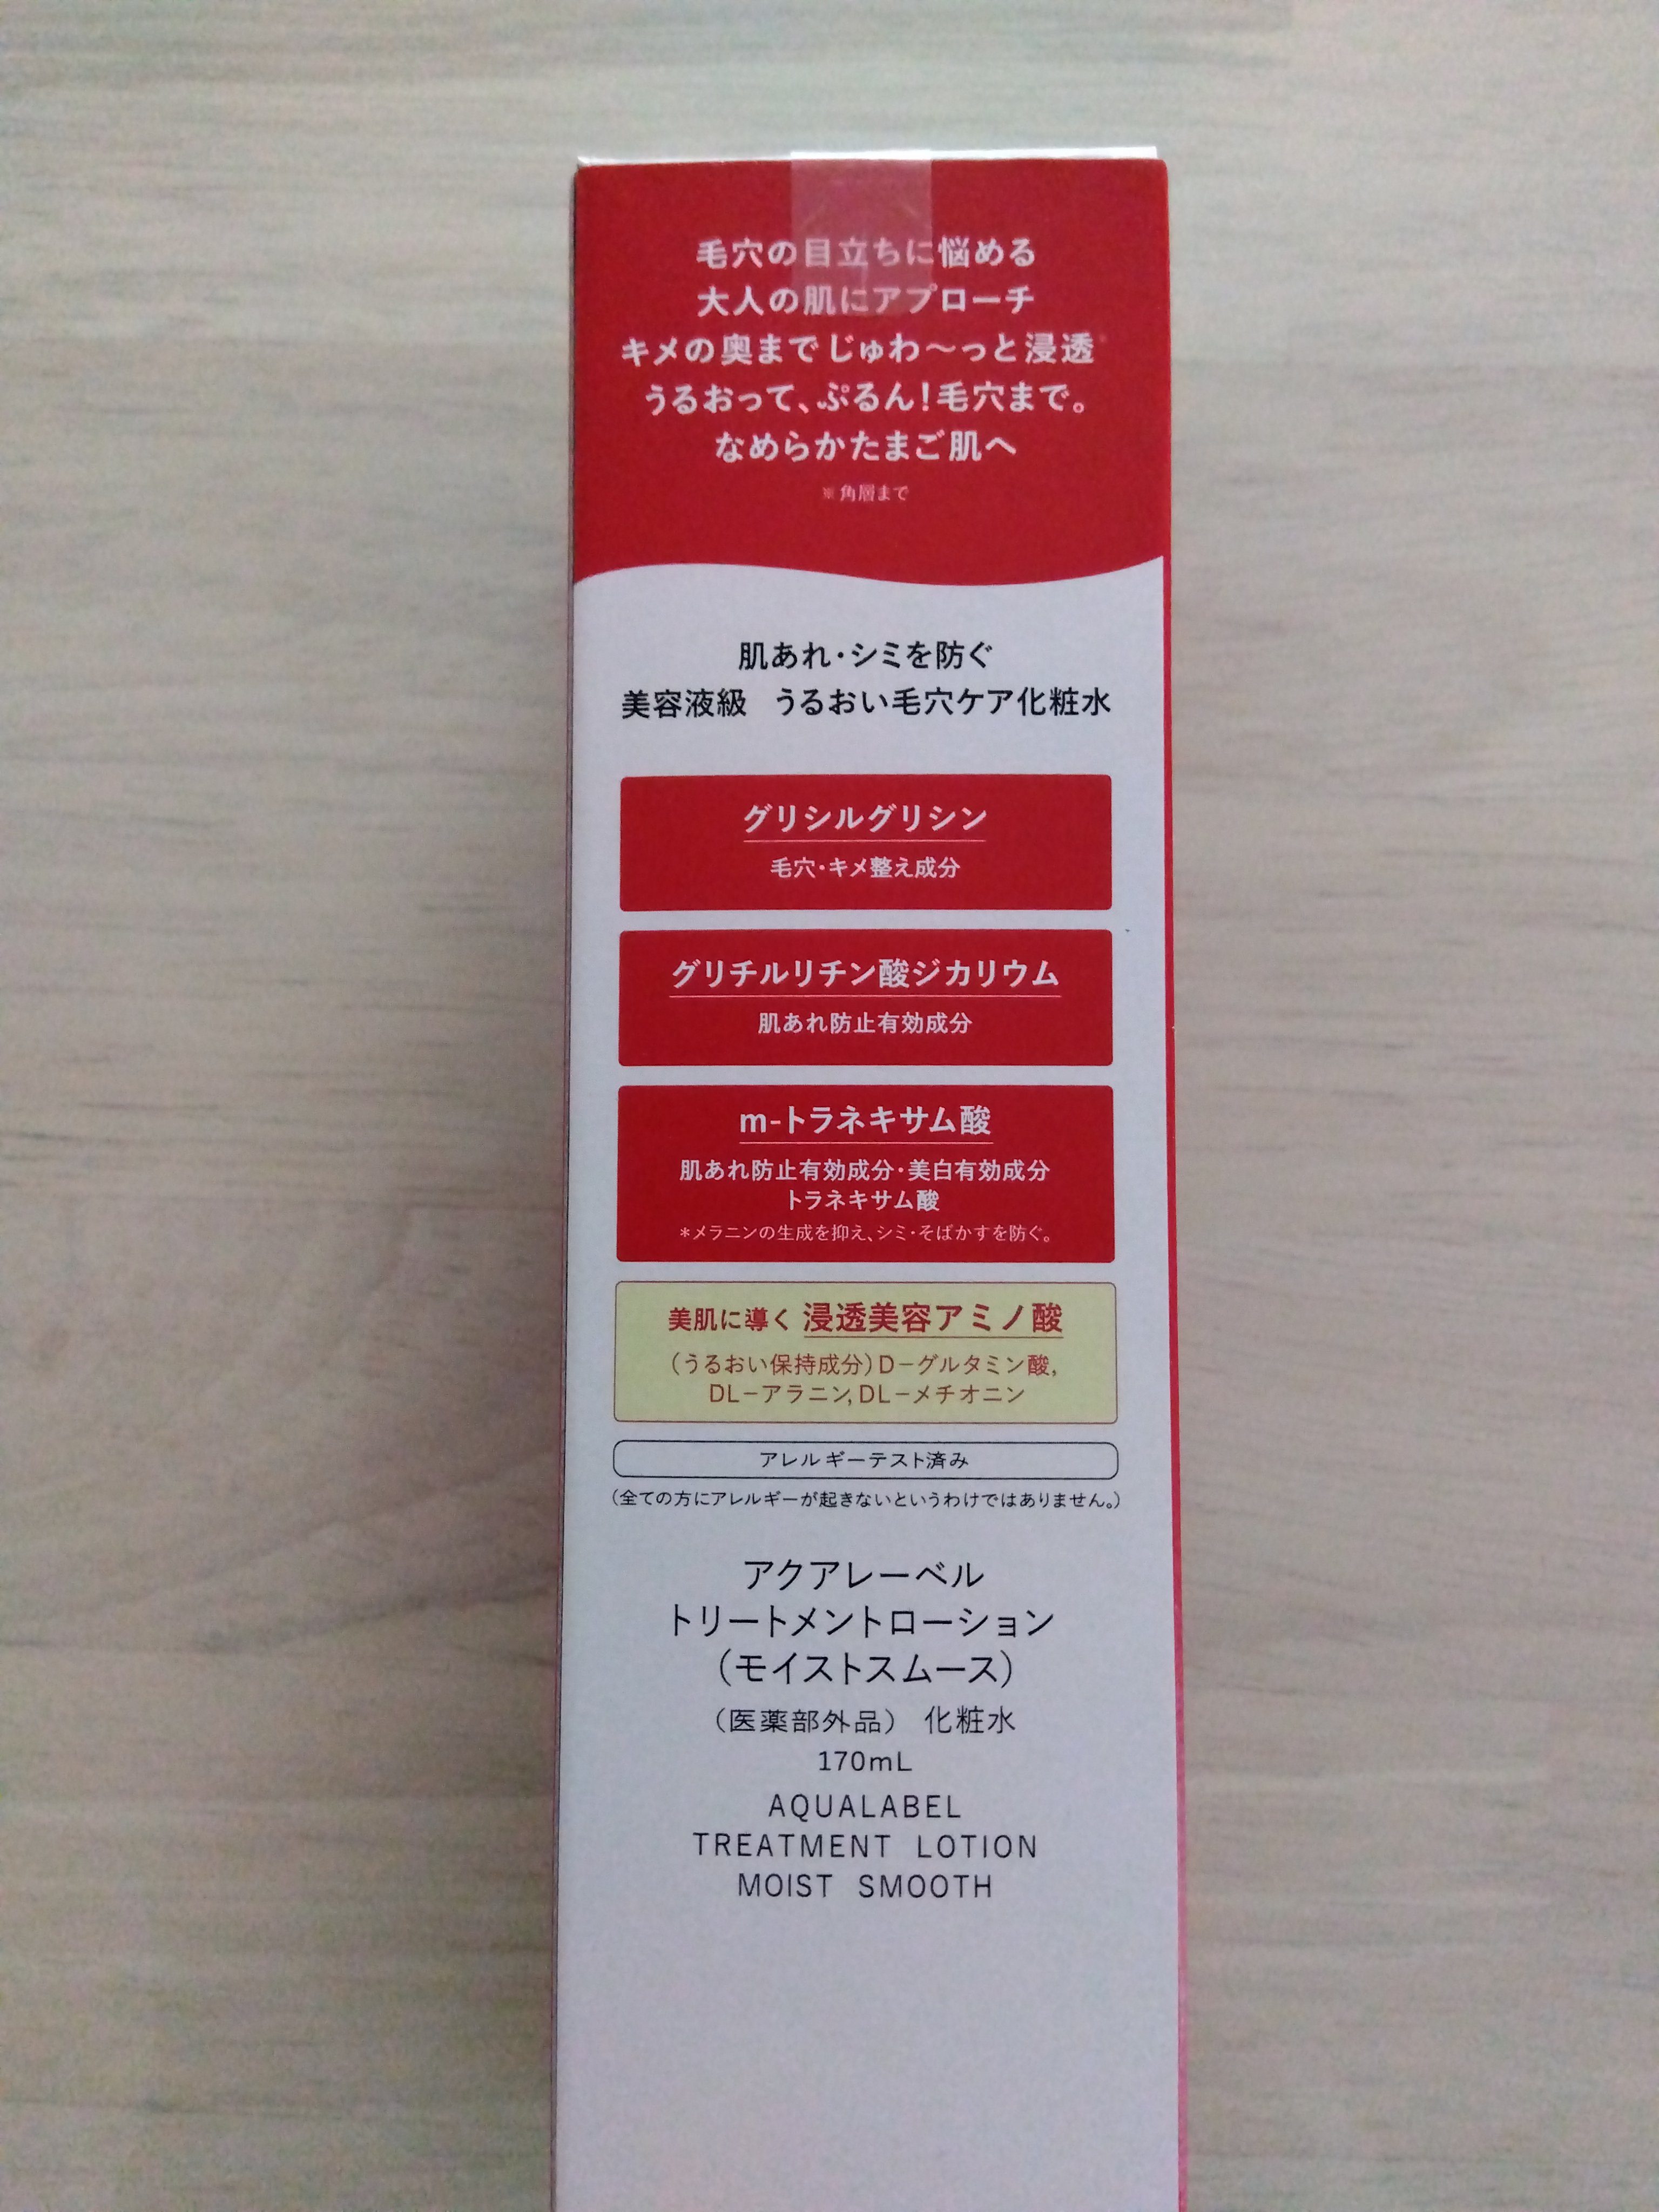 毛穴の目立ちに悩める
大人の肌にアプローチ
キメの奥までじゅわ〜っと浸透※
うるおって、ぷるん!毛穴まで。
なめらかたまご肌へ
※角層まで
肌あれ・シミを防ぐ
美容液級 うるおい毛穴ケア化粧水
グリシルグリシン
毛穴・キメ整え成分
グリチルリチン酸ジカリウム
肌あれ防止有効成分
m-トラネキサム酸
肌あれ防止有効成分・美白有効成分
トラネキサム酸
*メラニンの生成を抑え、シミ・そばかすを防ぐ。
美肌に導く 浸透美容アミノ酸
(うるおい保持成分)D−グルタミン酸,
DL−アラニン,DL−メチオニン
アレルギーテスト済み
(全ての方にアレルギーが起きないというわけではありません。)
アクアレーベル
トリートメントローション
(モイストスムース)
(医薬部外品) 化粧水
170mL
AQUALABEL
TREATMENT LOTION
MOIST SMOOTH